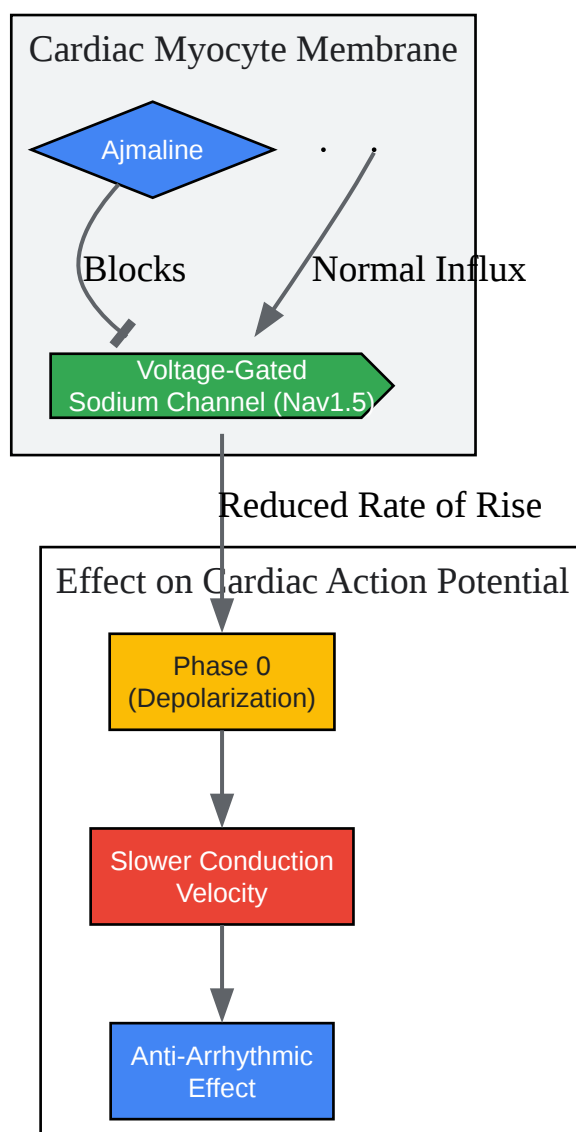 Cardiac Myocyte Membrane
Ajmaline
Blocks
Normal Influx
Voltage-Gated
Sodium Channel (Nav1.5)
Reduced Rate of Rise
Effect on Cardiac Action Potential
Phase 0
(Depolarization)
Slower Conduction
Velocity
Anti-Arrhythmic
Effect